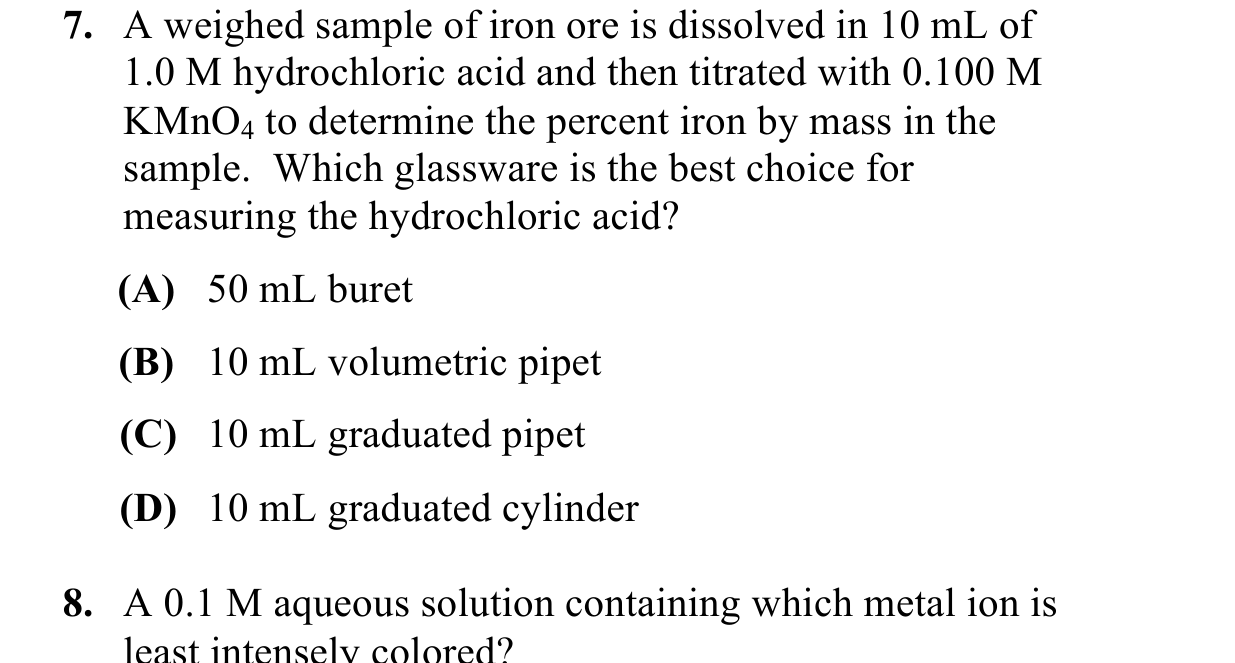 7. A weighed sample of iron ore is dissolved in 10 mL of
1.0 M hydrochloric acid and then titrated with 0.100 M
KMnO₄ to determine the percent iron by mass in the
sample. Which glassware is the best choice for
measuring the hydrochloric acid?
(A) 50 mL buret
(B) 10 mL volumetric pipet
(C) 10 mL graduated pipet
(D) 10 mL graduated cylinder
8. A 0.1 M aqueous solution containing which metal ion is
least intensely colored?